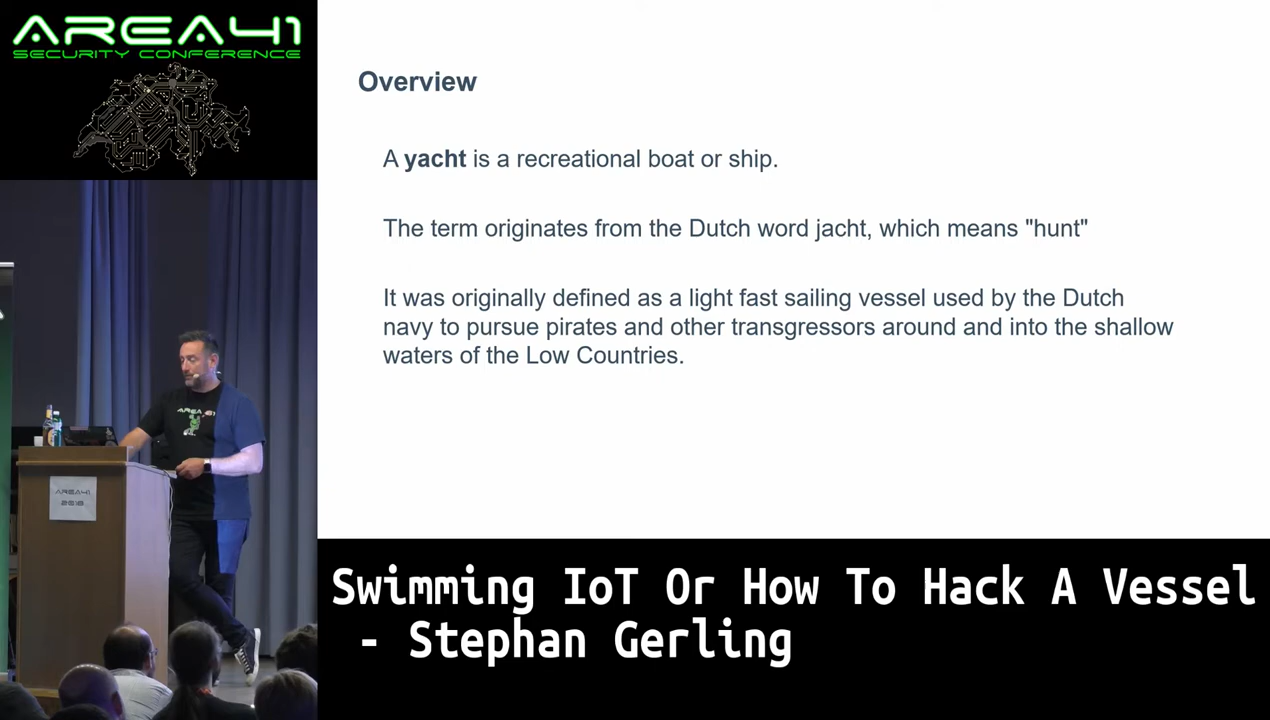 AREA41
SECURITY CONFERENCE
Overview
A yacht is a recreational boat or ship.
The term originates from the Dutch word jacht, which means "hunt"
It was originally defined as a light fast sailing vessel used by the Dutch
navy to pursue pirates and other transgressors around and into the shallow
waters of the Low Countries.
AREA41
AREA41
2018
Swimming IoT Or How To Hack A Vessel
- Stephan Gerling